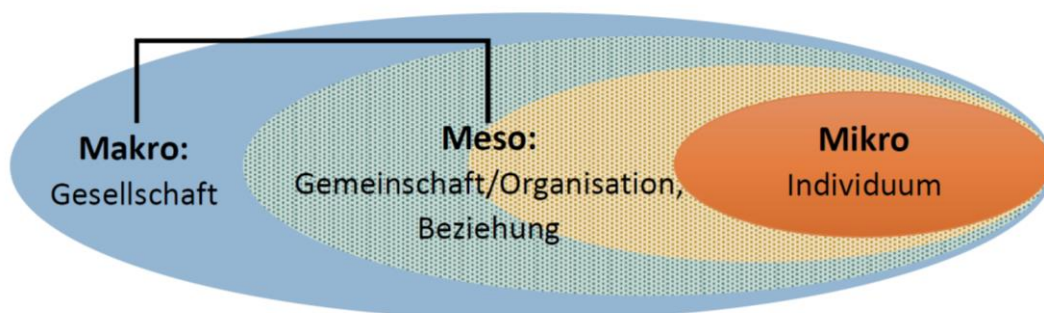 Makro:
Gesellschaft
Meso:
Gemeinschaft/Organisation,
Beziehung
Mikro
Individuum